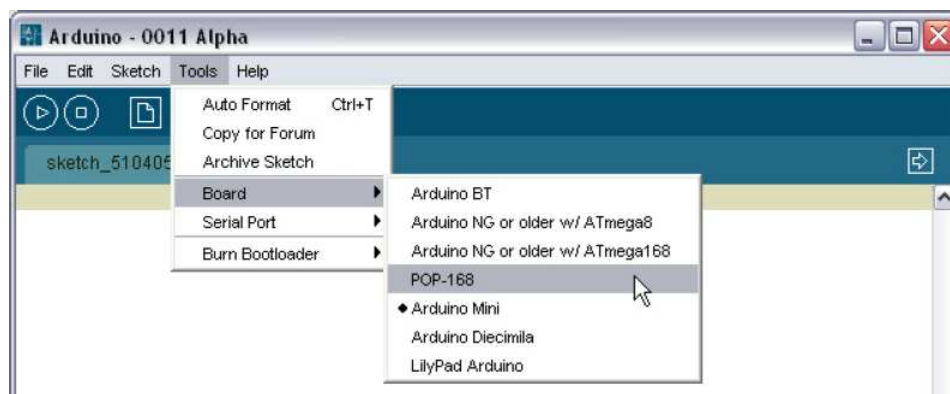 Arduino - 0011 Alpha
File Edit Sketch Tools Help
Auto Format Ctrl+T
Copy for Forum
sketch_510405 Archive Sketch
Board Arduino BT
Serial Port Arduino NG or older w/ ATmega8
Burn Bootloader Arduino NG or older w/ ATmega168
POP-168
Arduino Mini
Arduino Diecimila
LilyPad Arduino